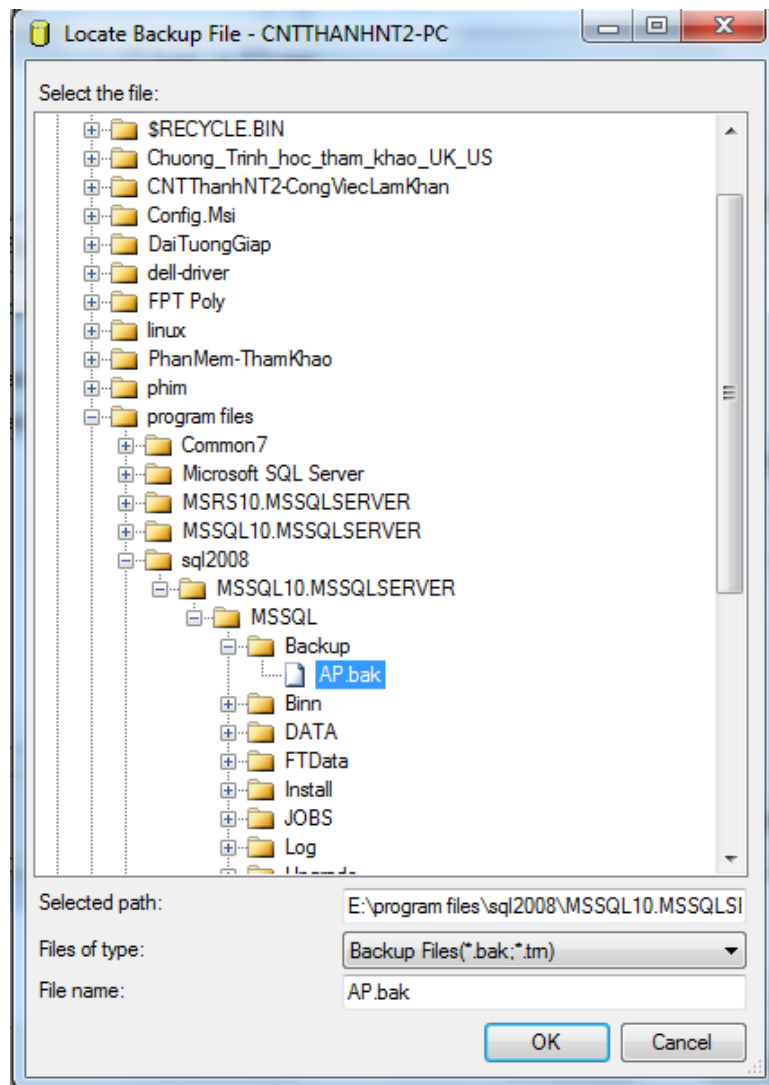 Locate Backup File - CNTTHANHNT2-PC
Select the file:
$RECYCLE.BIN
Chuong_Trinh_hoc_tham_khao_UK_US
CNTThanhNT2-CongViecLamKhan
Config.Msi
DaiTuongGiap
dell-driver
FPT Poly
linux
PhanMem-ThamKhao
phim
program files
Common7
Microsoft SQL Server
MSRS10.MSSQLSERVER
MSSQL10.MSSQLSERVER
sql2008
MSSQL10.MSSQLSERVER
MSSQL
Backup
AP.bak
Binn
DATA
FTData
Install
JOBS
Log
Selected path: E:\program files\sql2008\MSSQL10.MSSQLSI
Files of type: Backup Files(*.bak;*.trn)
File name: AP.bak
OK Cancel